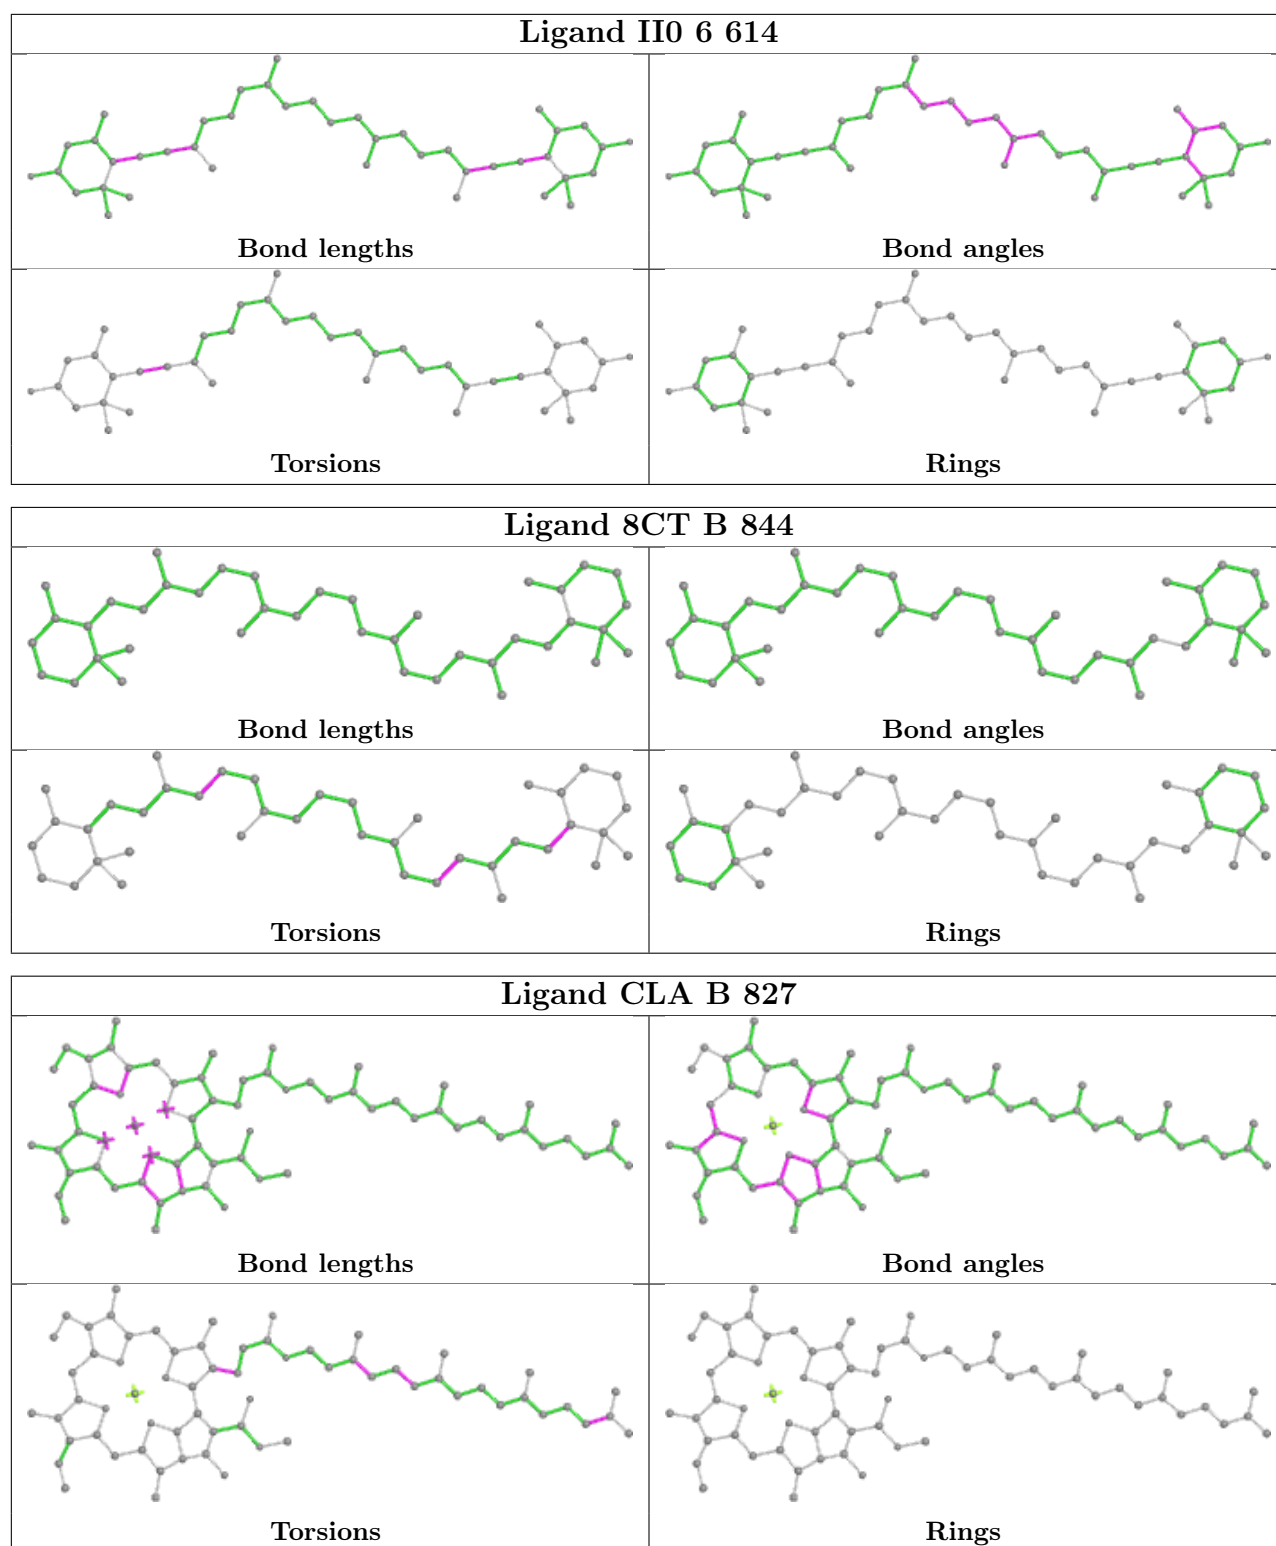 Ligand II0 6 614
Bond lengths
Bond angles
Torsions
Rings
Ligand 8CT B 844
Bond lengths
Bond angles
Torsions
Rings
Ligand CLA B 827
Bond lengths
Bond angles
Torsions
Rings